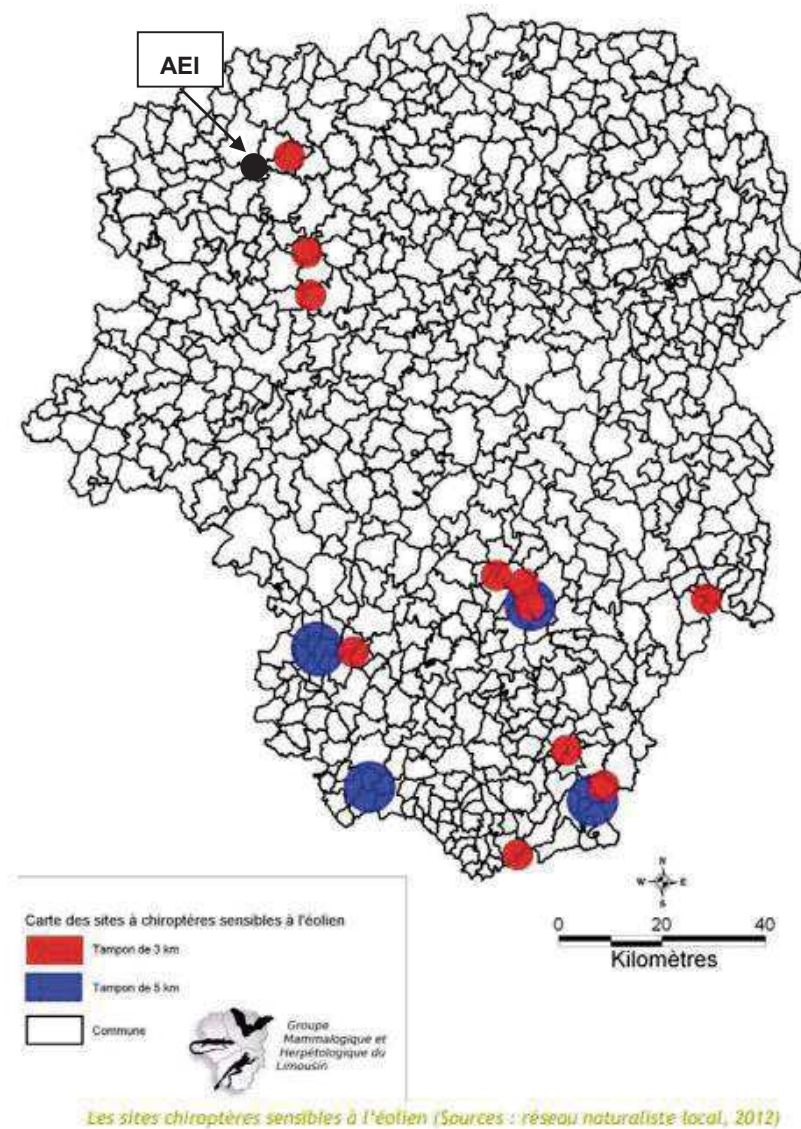 AEI
N
W E
S
0 20 40
Kilomètres
Carte des sites à chiroptères sensibles à l'éolien
Tampon de 3 km
Tampon de 5 km
Commune
Groupe
Mammalogique et
Herpétologique du
Limousin
Les sites chiroptères sensibles à l'éolien (Sources : réseau naturaliste local, 2012)